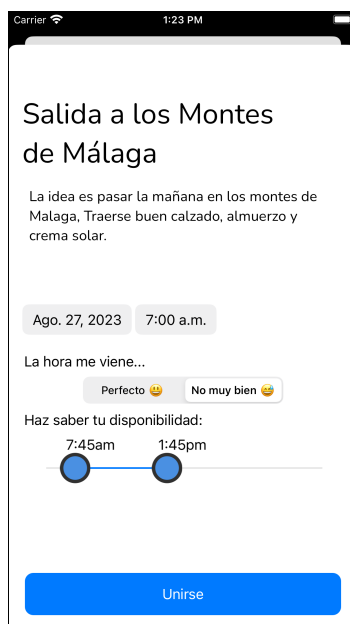 Carrier 1:23 PM
Salida a los Montes
de Málaga
La idea es pasar la mañana en los montes de
Malaga, Traerse buen calzado, almuerzo y
crema solar.
Ago. 27, 2023 7:00 a.m.
La hora me viene...
Perfecto 😃 No muy bien 😅
Haz saber tu disponibilidad:
7:45am 1:45pm
Unirse